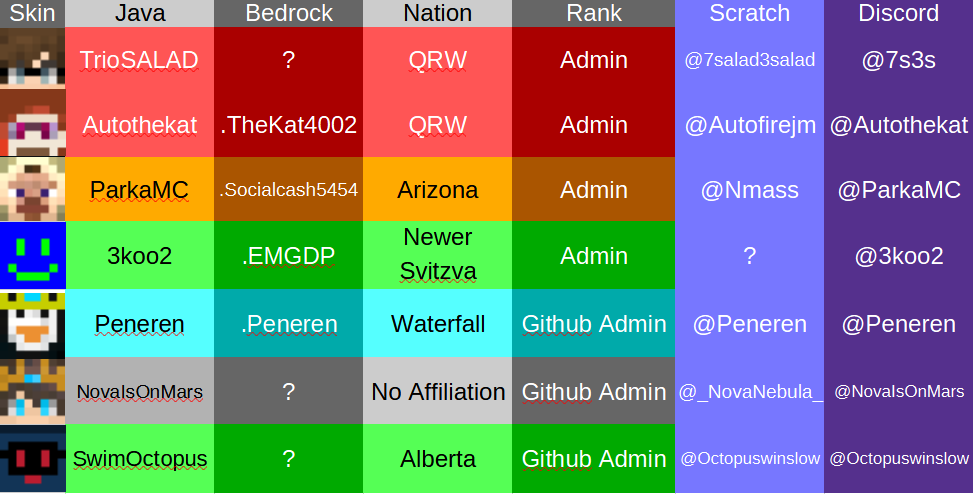 Skin Java Bedrock Nation Rank Scratch Discord
TrioSALAD ? QRW Admin @7salad3salad @7s3s
Autothekat .TheKat4002 QRW Admin @Autofirejm @Autothekat
ParkaMC .Socialcash5454 Arizona Admin @Nmass @ParkaMC
3koo2 .EMGDP Newer Svitzva Admin ? @3koo2
Peneren .Peneren Waterfall Github Admin @Peneren @Peneren
NovaIsOnMars ? No Affiliation Github Admin @_NovaNebula_ @NovaIsOnMars
SwimOctopus ? Alberta Github Admin @Octopuswinslow @Octopuswinslow